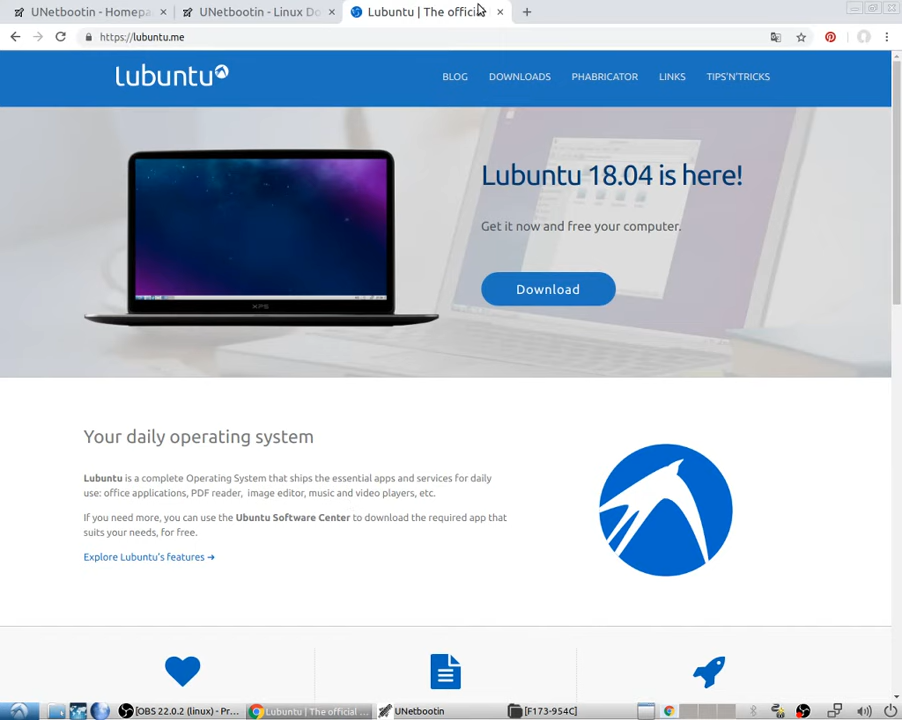 UNetbootin - Homepa
UNetbootin - Linux Do
Lubuntu | The offici
https://lubuntu.me
lubuntu
BLOG
DOWNLOADS
PHABRICATOR
LINKS
TIPS'N'TRICKS
Lubuntu 18.04 is here!
Get it now and free your computer.
Download
XPS
Your daily operating system
Lubuntu is a complete Operating System that ships the essential apps and services for daily
use: office applications, PDF reader, image editor, music and video players, etc.
If you need more, you can use the Ubuntu Software Center to download the required app that
suits your needs, for free.
Explore Lubuntu's features →
[OBS 22.0.2 (linux) - Pr...
Lubuntu | The official ...
UNetbootin
[F173-954C]